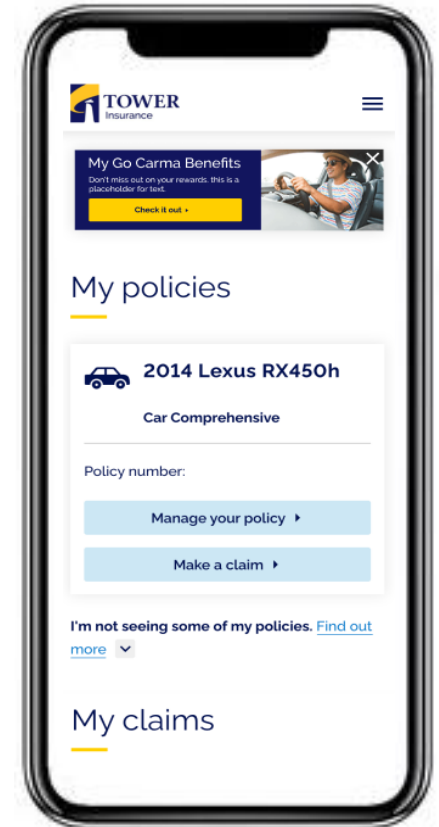 TOWER
Insurance
My Go Carma Benefits
Don't miss out on your rewards. this is a
placeholder for text.
Check it out
My policies
2014 Lexus RX450h
Car Comprehensive
Policy number:
Manage your policy
Make a claim
I'm not seeing some of my policies. Find out
more
My claims